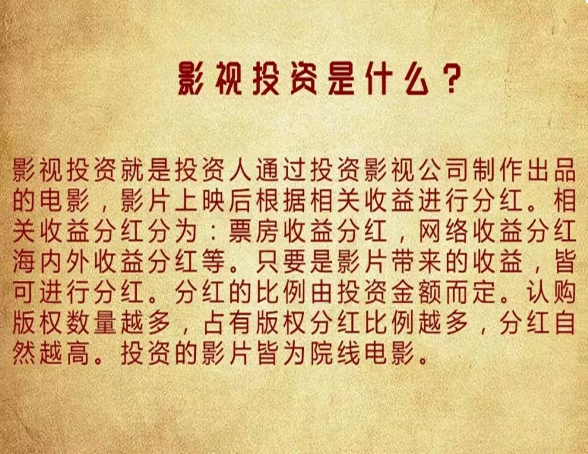 影视投资是什么？
影视投资就是投资人通过投资影视公司制作出品
的电影，影片上映后根据相关收益进行分红。相
关收益分红分为：票房收益分红，网络收益分红
海内外收益分红等。只要是影片带来的收益，皆
可进行分红。分红的比例由投资金额而定。认购
版权数量越多，占有版权分红比例越多，分红自
然越高。投资的影片皆为院线电影。